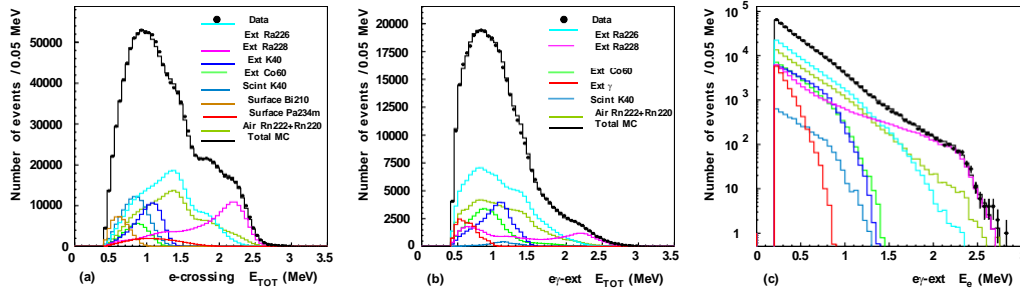 Number of events / 0.05 MeV
50000
40000
30000
20000
10000
0
0 0.5 1 1.5 2 2.5 3 3.5
Data
Ext Ra226
Ext Ra228
Ext K40
Ext Co60
Scint K40
Surface Bi210
Surface Pa234m
Air Rn222+Rn220
Total MC
(a) e-crossing E_TOT (MeV)
Number of events / 0.05 MeV
20000
17500
15000
12500
10000
7500
5000
2500
0
0 0.5 1 1.5 2 2.5 3 3.5
Data
Ext Ra226
Ext Ra228
Ext Co60
Ext γ
Scint K40
Air Rn222+Rn220
Total MC
(b) eγ-ext E_TOT (MeV)
Number of events / 0.05 MeV
10^5
10^4
10^3
10^2
10
1
0 0.5 1 1.5 2 2.5 3
(c) eγ-ext E_e (MeV)